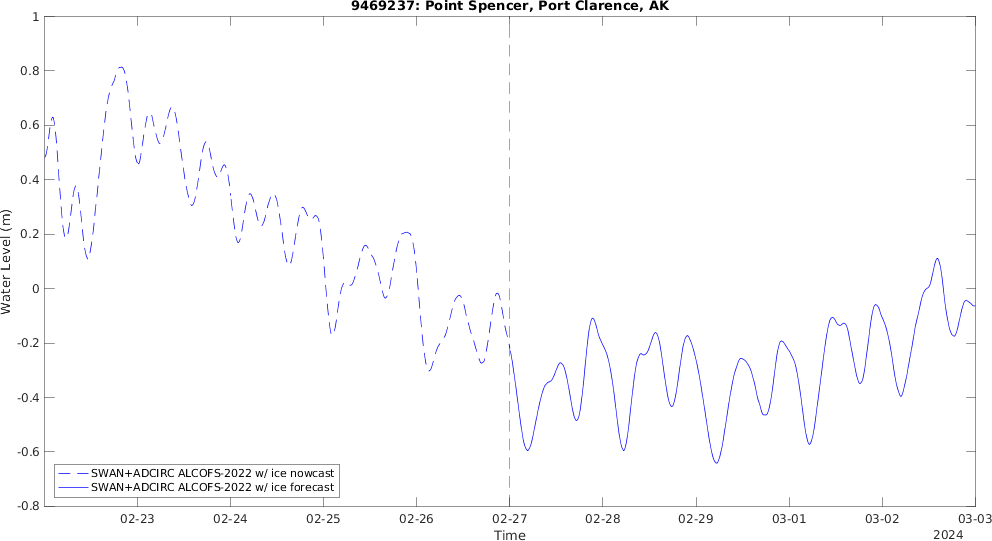 9469237: Point Spencer, Port Clarence, AK
1
0.8
0.6
0.4
0.2
0
-0.2
-0.4
-0.6
-0.8
Water Level (m)
SWAN+ADCIRC ALCOFS-2022 w/ ice nowcast
SWAN+ADCIRC ALCOFS-2022 w/ ice forecast
02-23 02-24 02-25 02-26 02-27 02-28 02-29 03-01 03-02 03-03
Time
2024